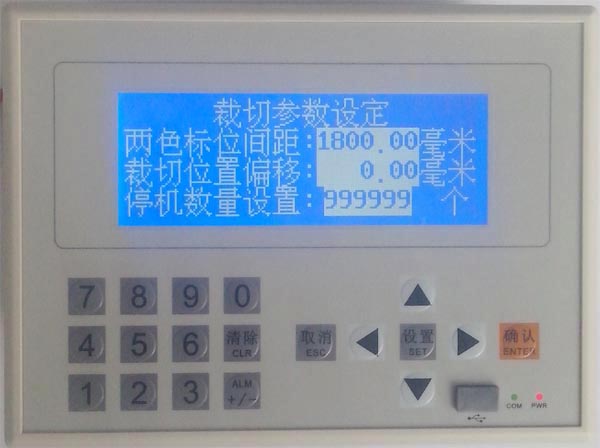 裁切参数设定
两色标位间距:1800.00毫米
裁切位置偏移: 0.00毫米
停机数量设置:999999 个
7 8 9 0
4 5 6 清除 CLR 取消 ESC 设置 SET 确认 ENTER
1 2 3 ALM +/-
COM PWR